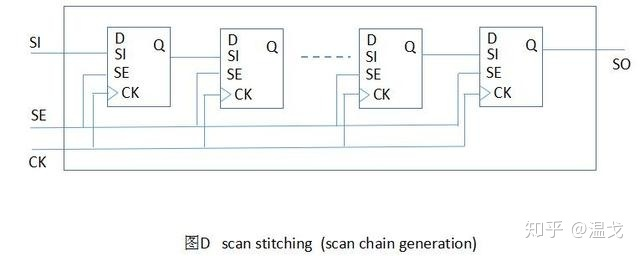 SI
D
SI
SE
CK
Q
D
SI
SE
CK
Q
D
SI
SE
CK
Q
D
SI
SE
CK
Q
SO
SE
CK
图D scan stitching (scan chain generation)
知乎 @温戈